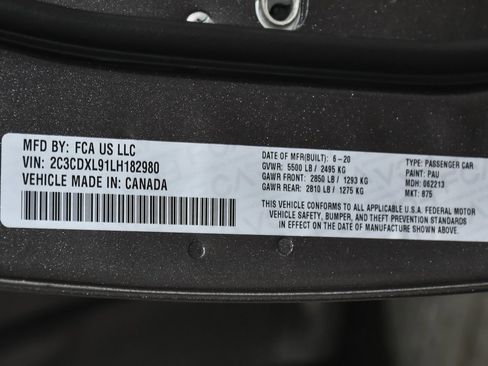 MFD BY: FCA US LLC
VIN: 2C3CDXL91LH182980
VEHICLE MADE IN: CANADA
DATE OF MFR(BUILT): 6-20
GVWR: 5500 LB / 2495 KG
GAWR FRONT: 2850 LB / 1293 KG
GAWR REAR: 2810 LB / 1275 KG
TYPE: PASSENGER CAR
PAINT: PAU
MDH: 062213
MKT: 875
THIS VEHICLE CONFORMS TO ALL APPLICABLE U.S.A. FEDERAL MOTOR
VEHICLE SAFETY, BUMPER, AND THEFT PREVENTION STANDARDS
IN EFFECT ON THE DATE OF MANUFACTURE SHOWN ABOVE.